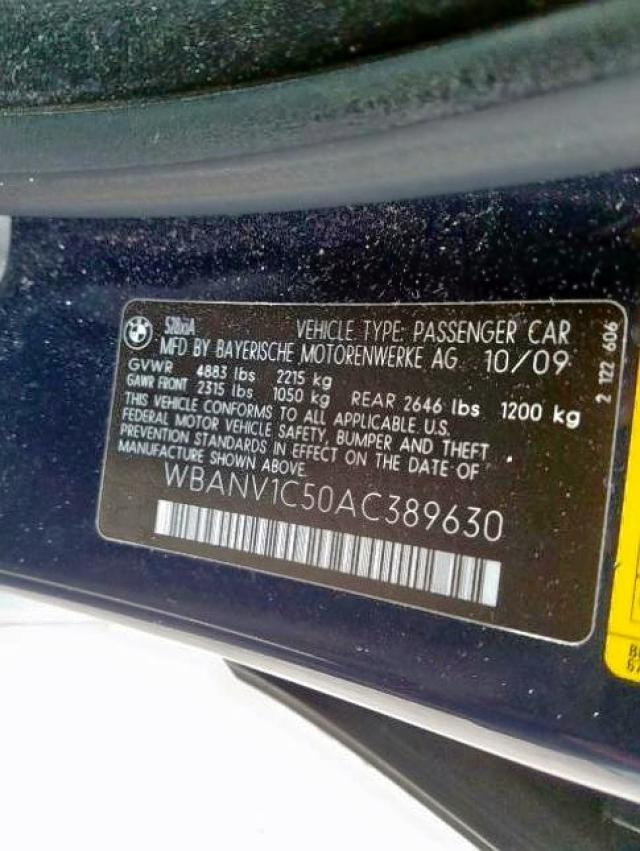 528xiA VEHICLE TYPE: PASSENGER CAR
MFD BY BAYERISCHE MOTORENWERKE AG 10/09
GVWR 4883 lbs 2215 kg
GAWR FRONT 2315 lbs 1050 kg REAR 2646 lbs 1200 kg
THIS VEHICLE CONFORMS TO ALL APPLICABLE U.S.
FEDERAL MOTOR VEHICLE SAFETY, BUMPER AND THEFT
PREVENTION STANDARDS IN EFFECT ON THE DATE OF
MANUFACTURE SHOWN ABOVE.
WBANV1C50AC389630
2 122 606